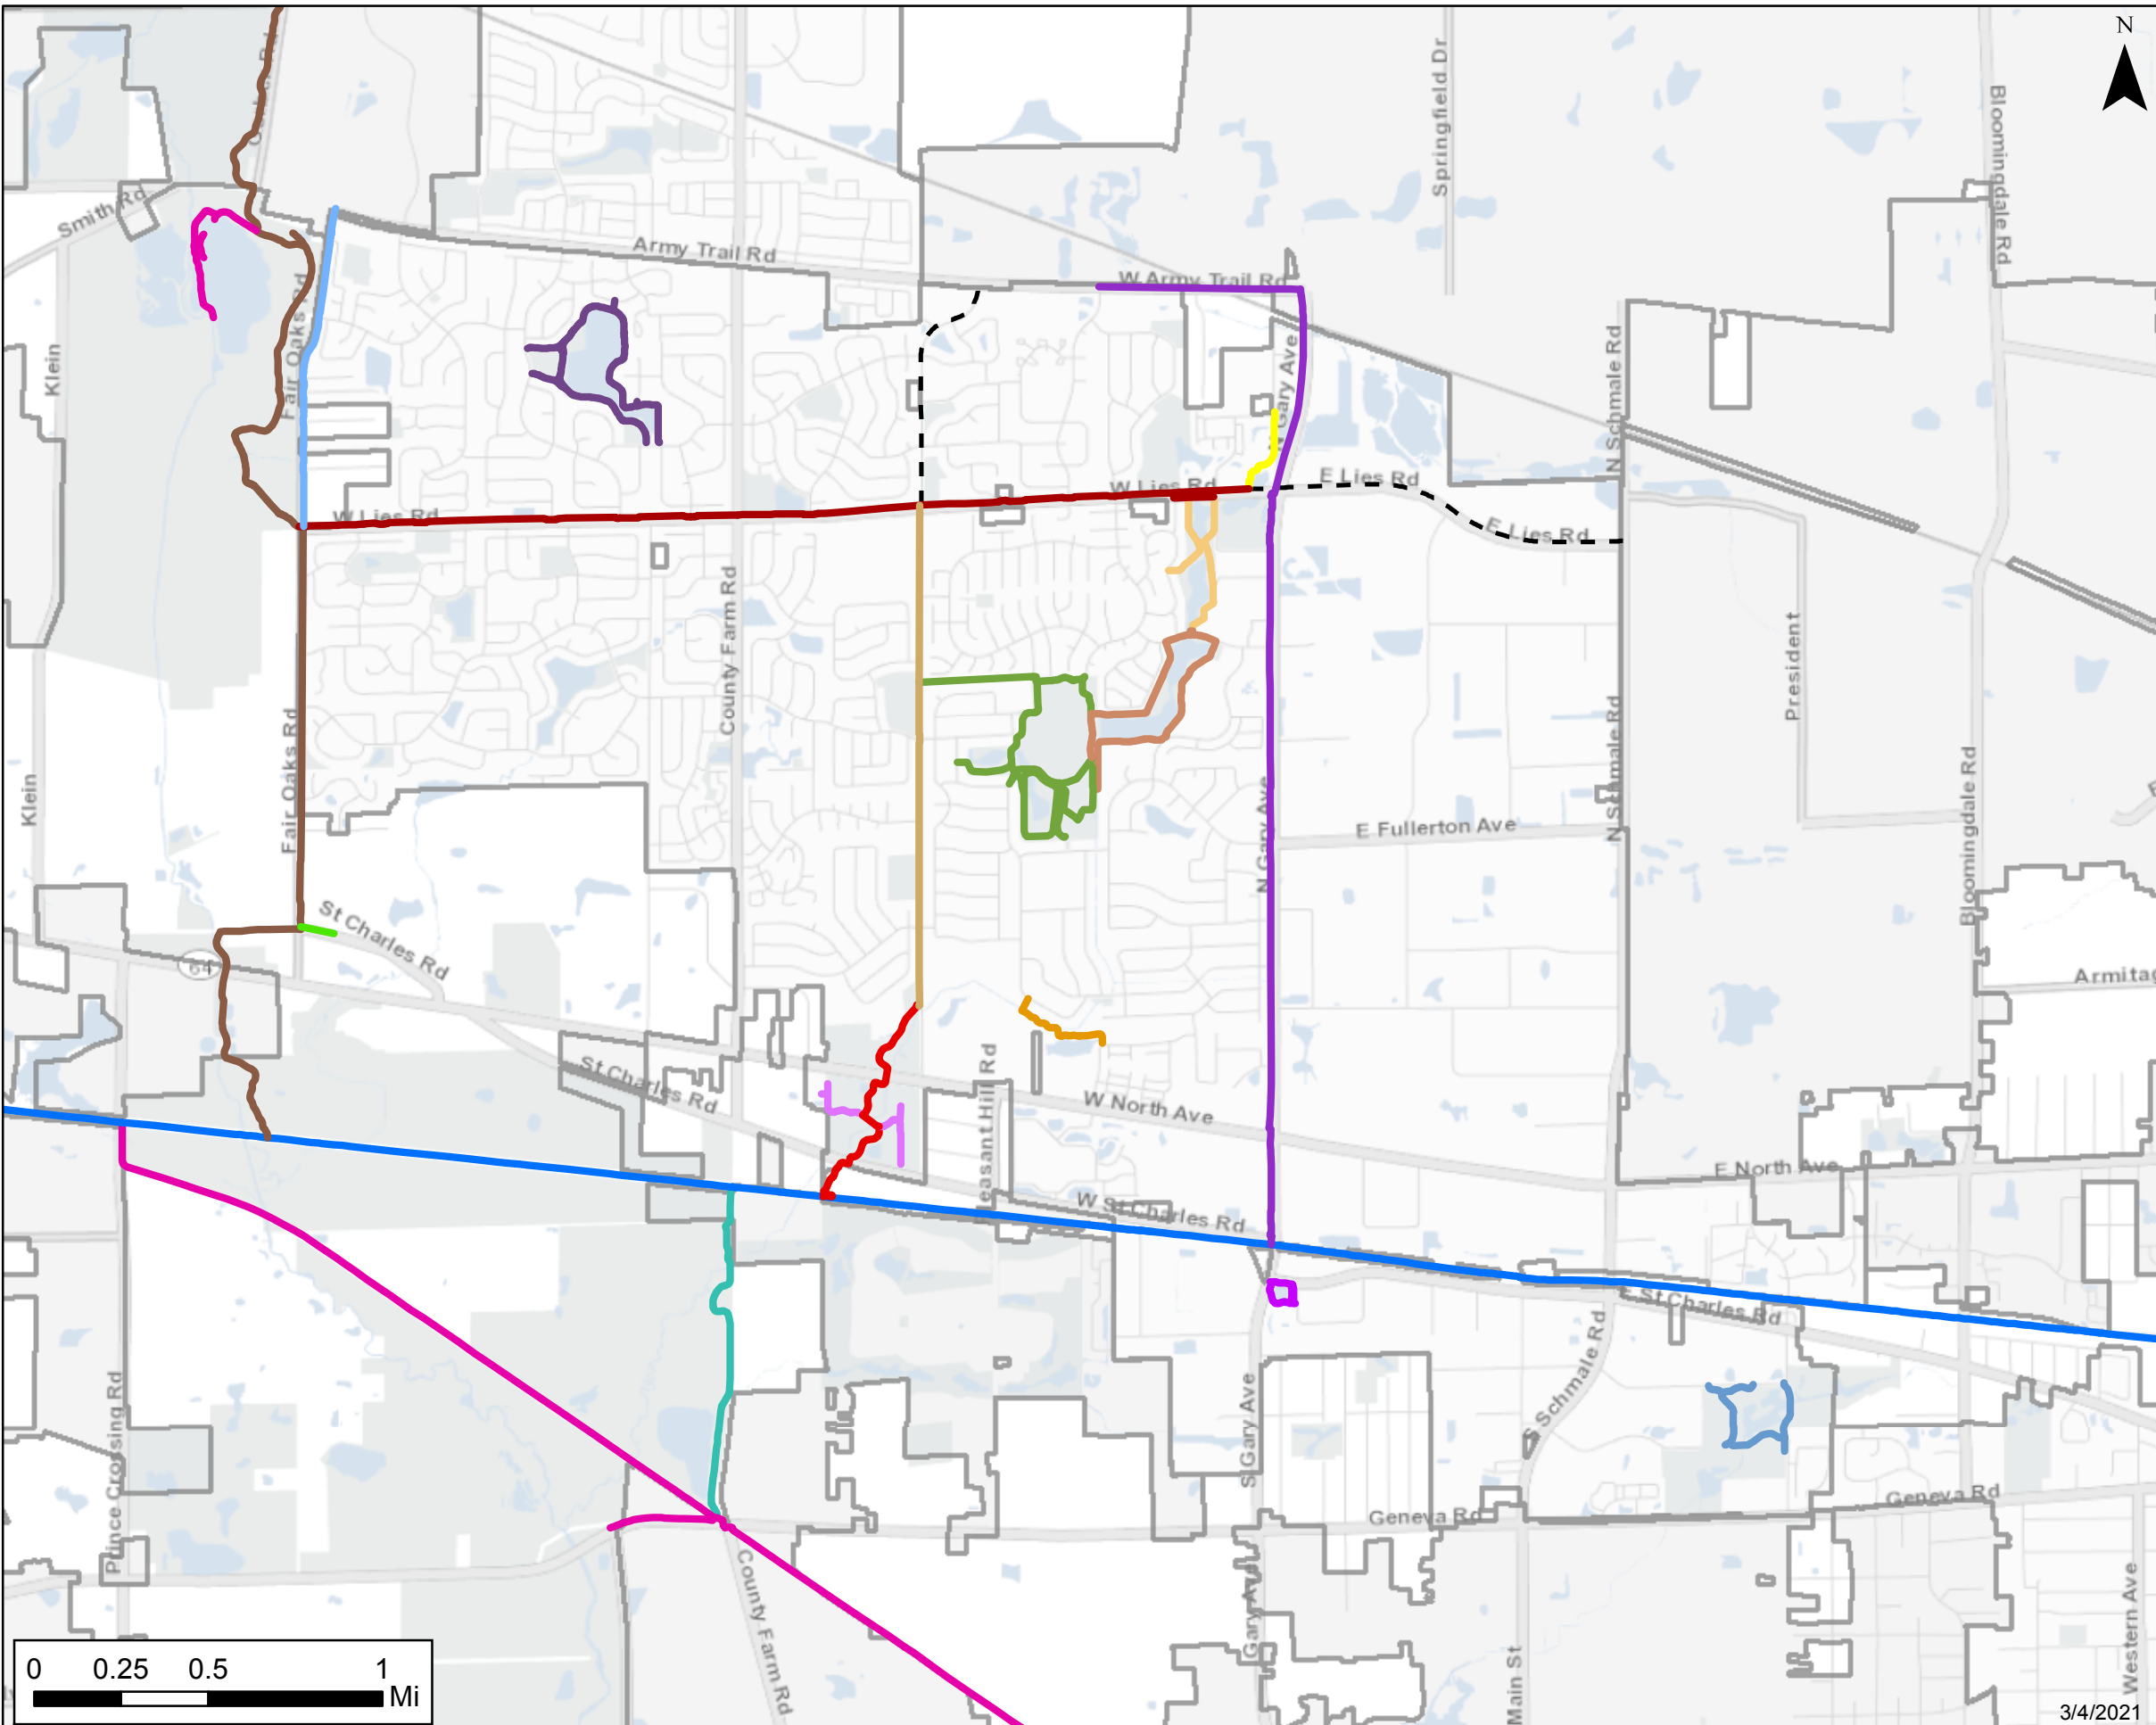 N
Smith Rd
Springfield Dr
Bloomingdale Rd
Army Trail Rd
W Army Trail Rd
Klein
Fair Oaks Rd
N Gary Ave
N Schmale Rd
W Lies Rd
W Lies Rd
E Lies Rd
E Lies Rd
County Farm Rd
President
Klein
Fair Oaks Rd
N Gary Ave
N Schmale Rd
E Fullerton Ave
Bloomingdale Rd
St Charles Rd
64
Armitag
St Charles Rd
Pleasant Hill Rd
W North Ave
E North Ave
W St Charles Rd
E St Charles Rd
Prince Crossing Rd
S Gary Ave
S Schmale Rd
Geneva Rd
Geneva Rd
County Farm Rd
Gary Ave
Main St
Western Ave
0 0.25 0.5 1
Mi
3/4/2021